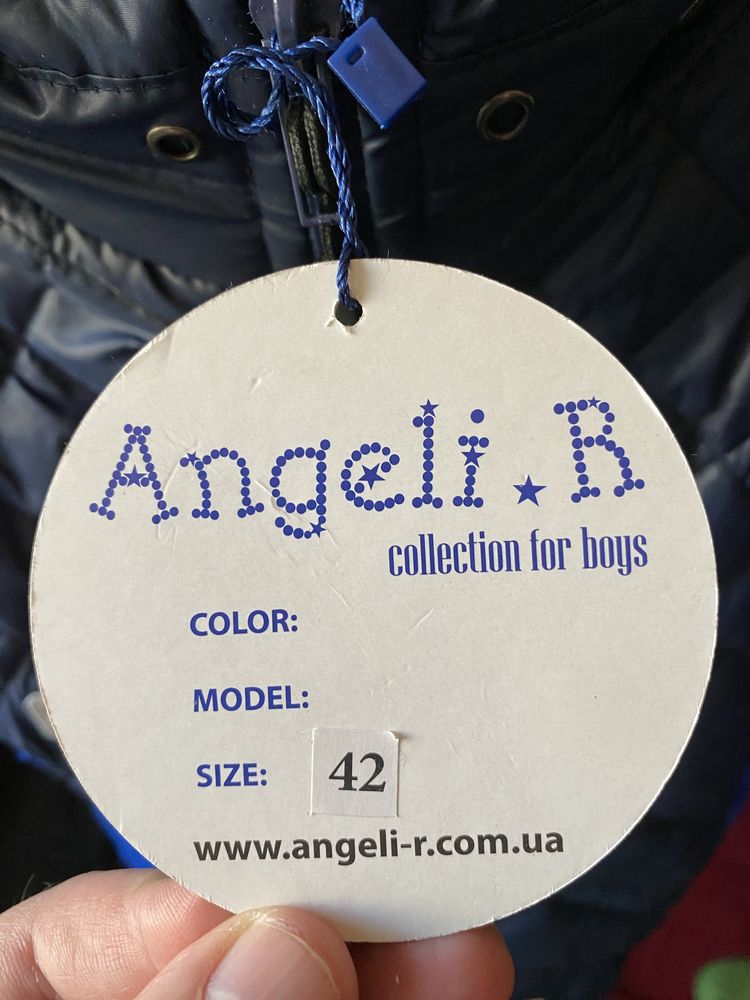 Angeli.R
collection for boys
COLOR:
MODEL:
SIZE: 42
www.angeli-r.com.ua